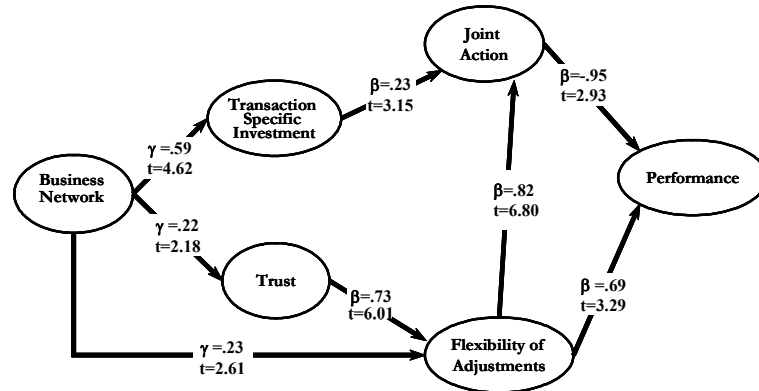 Joint
Action
β=-.95
t=2.93
β=.23
t=3.15
Transaction
Specific
Investment
γ=.59
t=4.62
Business
Network
Performance
β=.82
t=6.80
γ=.22
t=2.18
Trust
β=.73
t=6.01
β=.69
t=3.29
Flexibility of
Adjustments
γ=.23
t=2.61